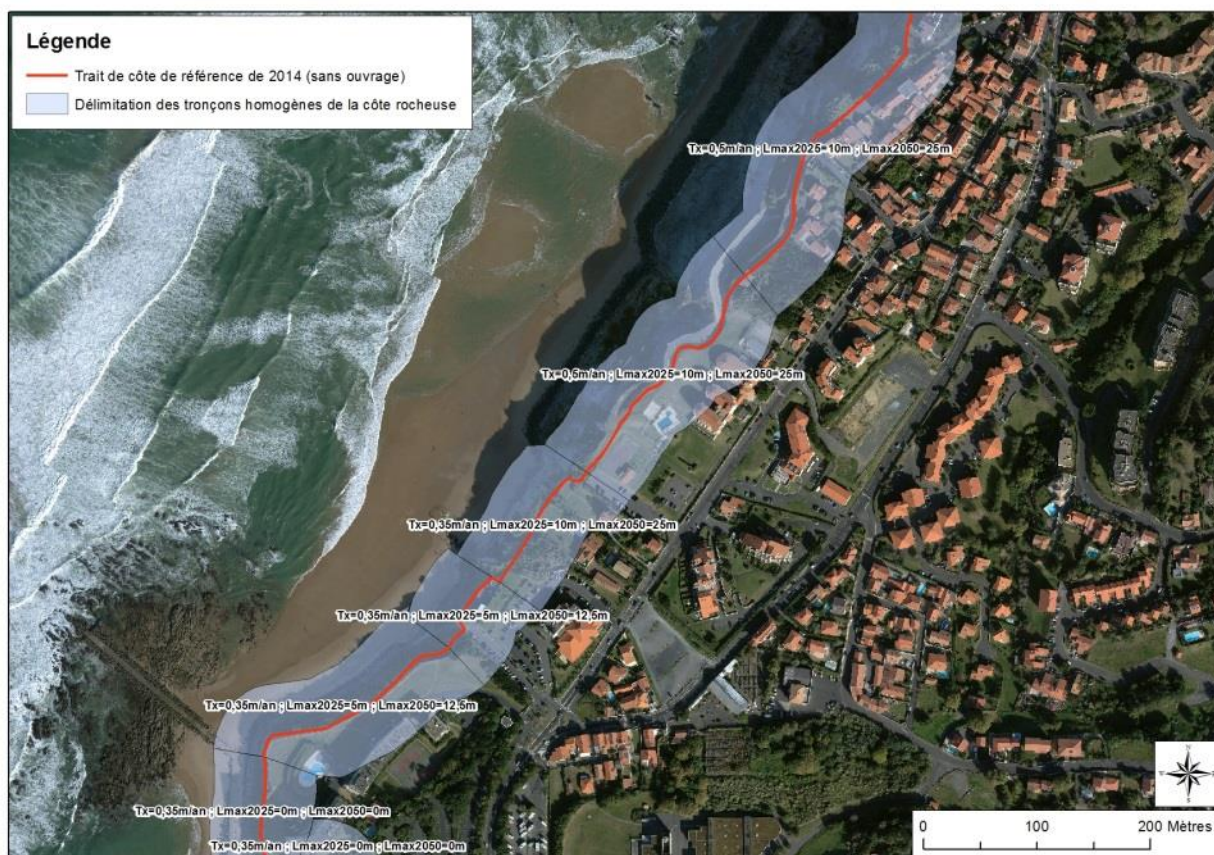 Légende
Trait de côte de référence de 2014 (sans ouvrage)
Délimitation des tronçons homogènes de la côte rocheuse
Tx=0,5m/an ; Lmax2025=10m ; Lmax2050=25m
Tx=0,5m/an ; Lmax2025=10m ; Lmax2050=25m
Tx=0,35m/an ; Lmax2025=10m ; Lmax2050=25m
Tx=0,35m/an ; Lmax2025=5m ; Lmax2050=12,5m
Tx=0,35m/an ; Lmax2025=5m ; Lmax2050=12,5m
Tx=0,35m/an ; Lmax2025=0m ; Lmax2050=0m
Tx=0,35m/an ; Lmax2025=0m ; Lmax2050=0m
0 100 200 Mètres